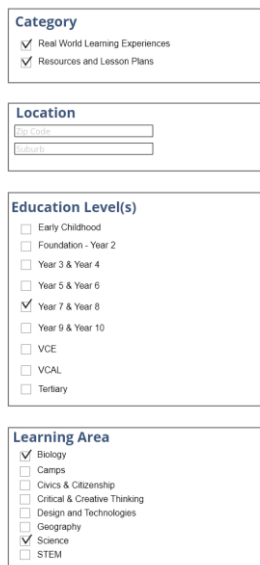 Category
Real World Learning Experiences
Resources and Lesson Plans
Location
Zip Code
Suburb
Education Level(s)
Early Childhood
Foundation - Year 2
Year 3 & Year 4
Year 5 & Year 6
Year 7 & Year 8
Year 9 & Year 10
VCE
VCAL
Tertiary
Learning Area
Biology
Camps
Civics & Citizenship
Critical & Creative Thinking
Design and Technologies
Geography
Science
STEM